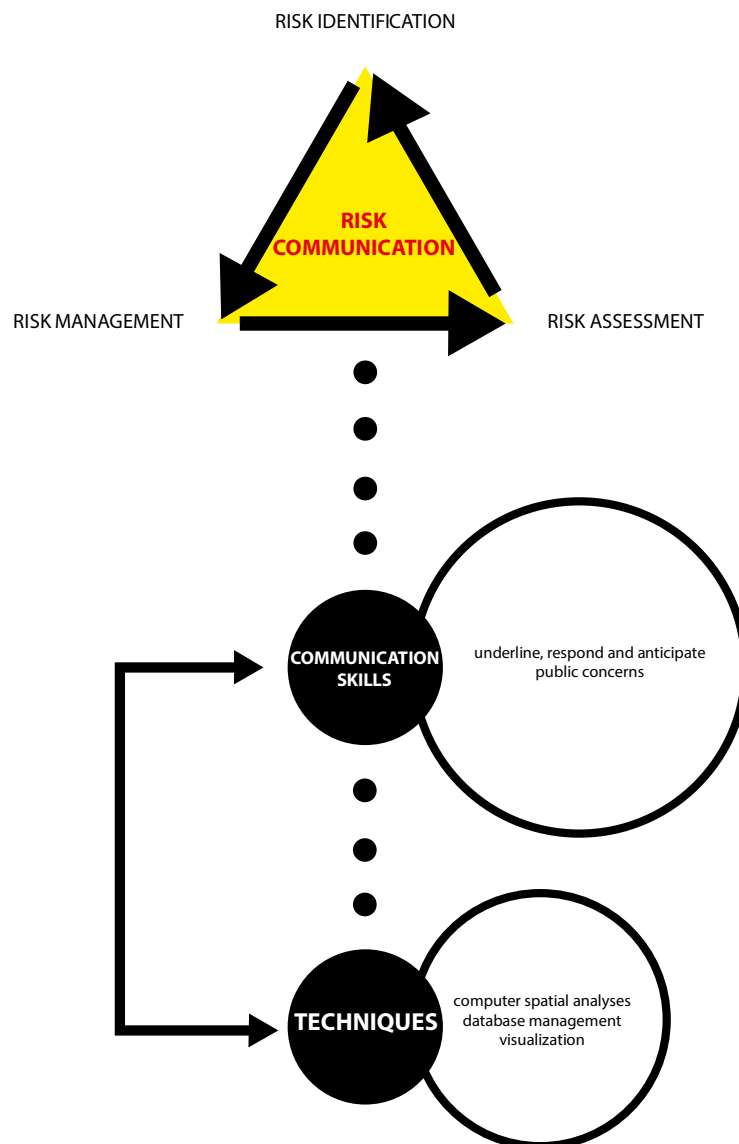 RISK IDENTIFICATION
RISK
COMMUNICATION
RISK MANAGEMENT
RISK ASSESSMENT
COMMUNICATION
SKILLS
underline, respond and anticipate
public concerns
TECHNIQUES
computer spatial analyses
database management
visualization